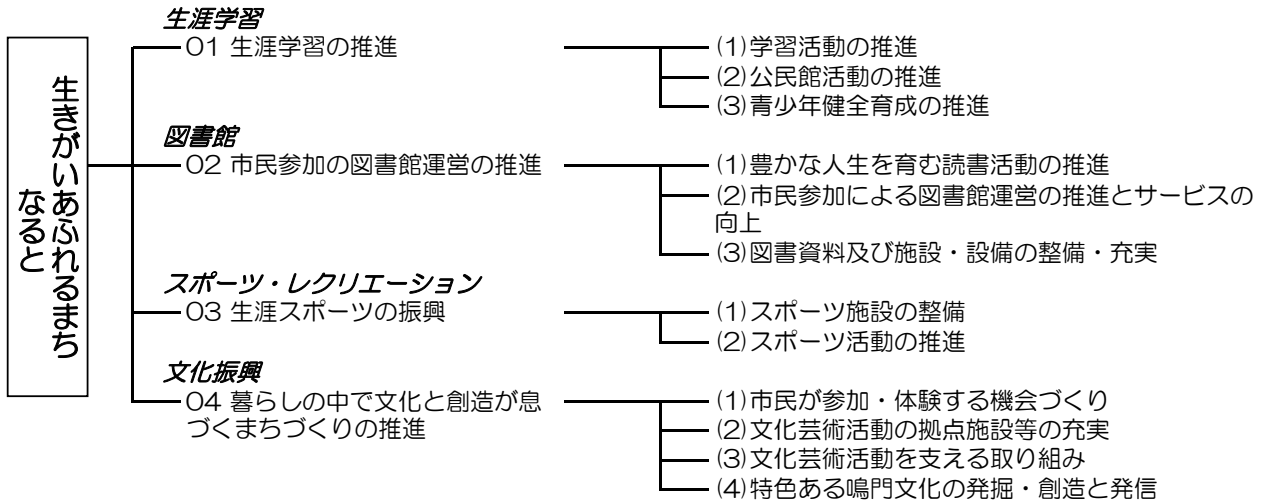 生きがいあふれるまち
なると
生涯学習
01 生涯学習の推進
(1)学習活動の推進
(2)公民館活動の推進
(3)青少年健全育成の推進
図書館
02 市民参加の図書館運営の推進
(1)豊かな人生を育む読書活動の推進
(2)市民参加による図書館運営の推進とサービスの
向上
(3)図書資料及び施設・設備の整備・充実
スポーツ・レクリエーション
03 生涯スポーツの振興
(1)スポーツ施設の整備
(2)スポーツ活動の推進
文化振興
04 暮らしの中で文化と創造が息
づくまちづくりの推進
(1)市民が参加・体験する機会づくり
(2)文化芸術活動の拠点施設等の充実
(3)文化芸術活動を支える取り組み
(4)特色ある鳴門文化の発掘・創造と発信